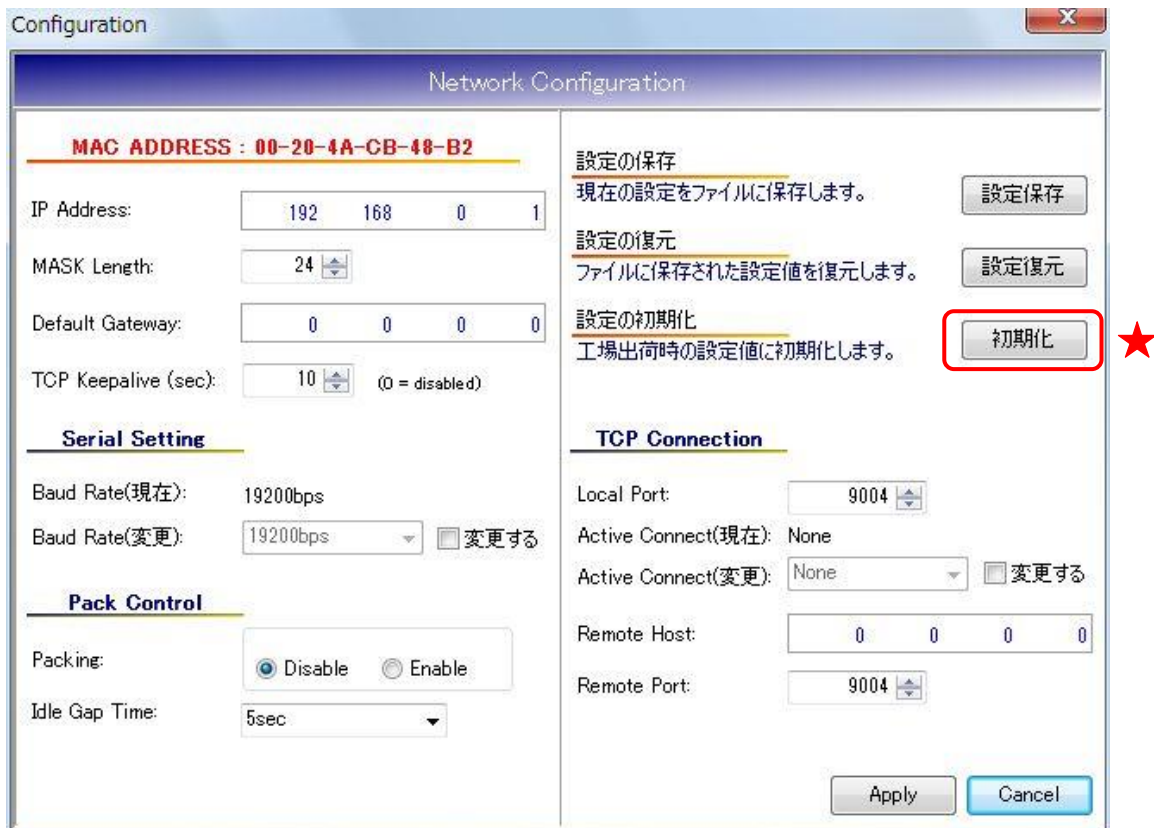 Configuration
Network Configuration
MAC ADDRESS : 00-20-4A-CB-48-B2
IP Address: 192 168 0 1
MASK Length: 24
Default Gateway: 0 0 0 0
TCP Keepalive (sec): 10 (0 = disabled)
Serial Setting
Baud Rate(現在): 19200bps
Baud Rate(変更): 19200bps 変更する
Pack Control
Packing: Disable Enable
Idle Gap Time: 5sec
設定の保存
現在の設定をファイルに保存します。 設定保存
設定の復元
ファイルに保存された設定値を復元します。 設定復元
設定の初期化
工場出荷時の設定値に初期化します。 初期化
★
TCP Connection
Local Port: 9004
Active Connect(現在): None
Active Connect(変更): None 変更する
Remote Host: 0 0 0 0
Remote Port: 9004
Apply Cancel